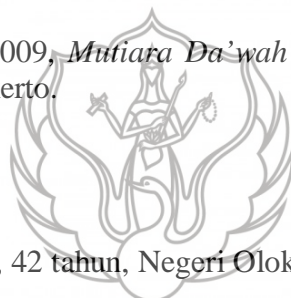 009, Mutiara Da’wah
erto.
, 42 tahun, Negeri Olok